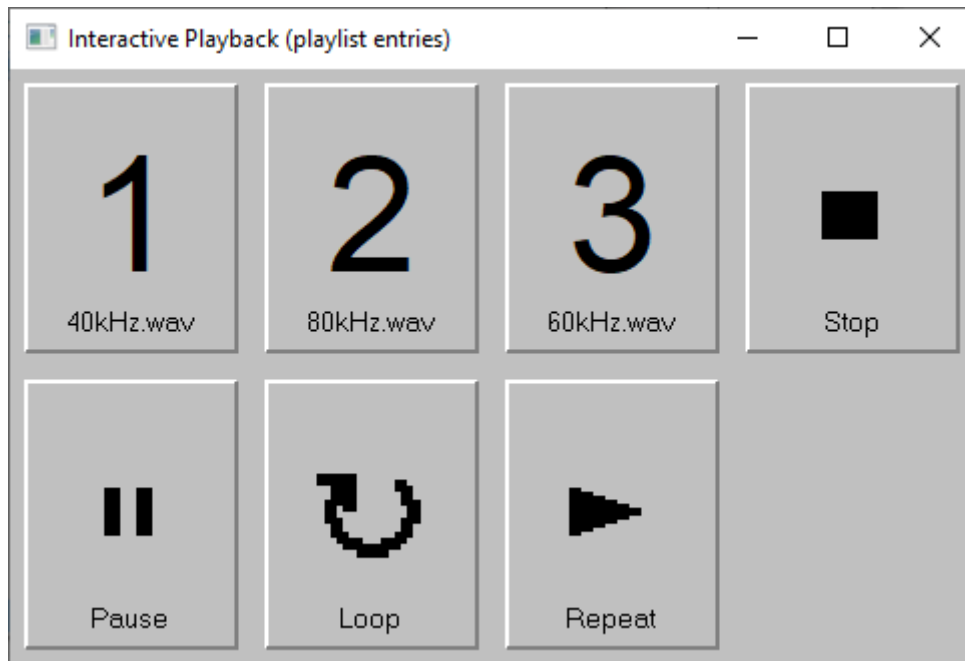 Interactive Playback (playlist entries)
1
2
3
40kHz.wav
80kHz.wav
60kHz.wav
Stop
Pause
Loop
Repeat